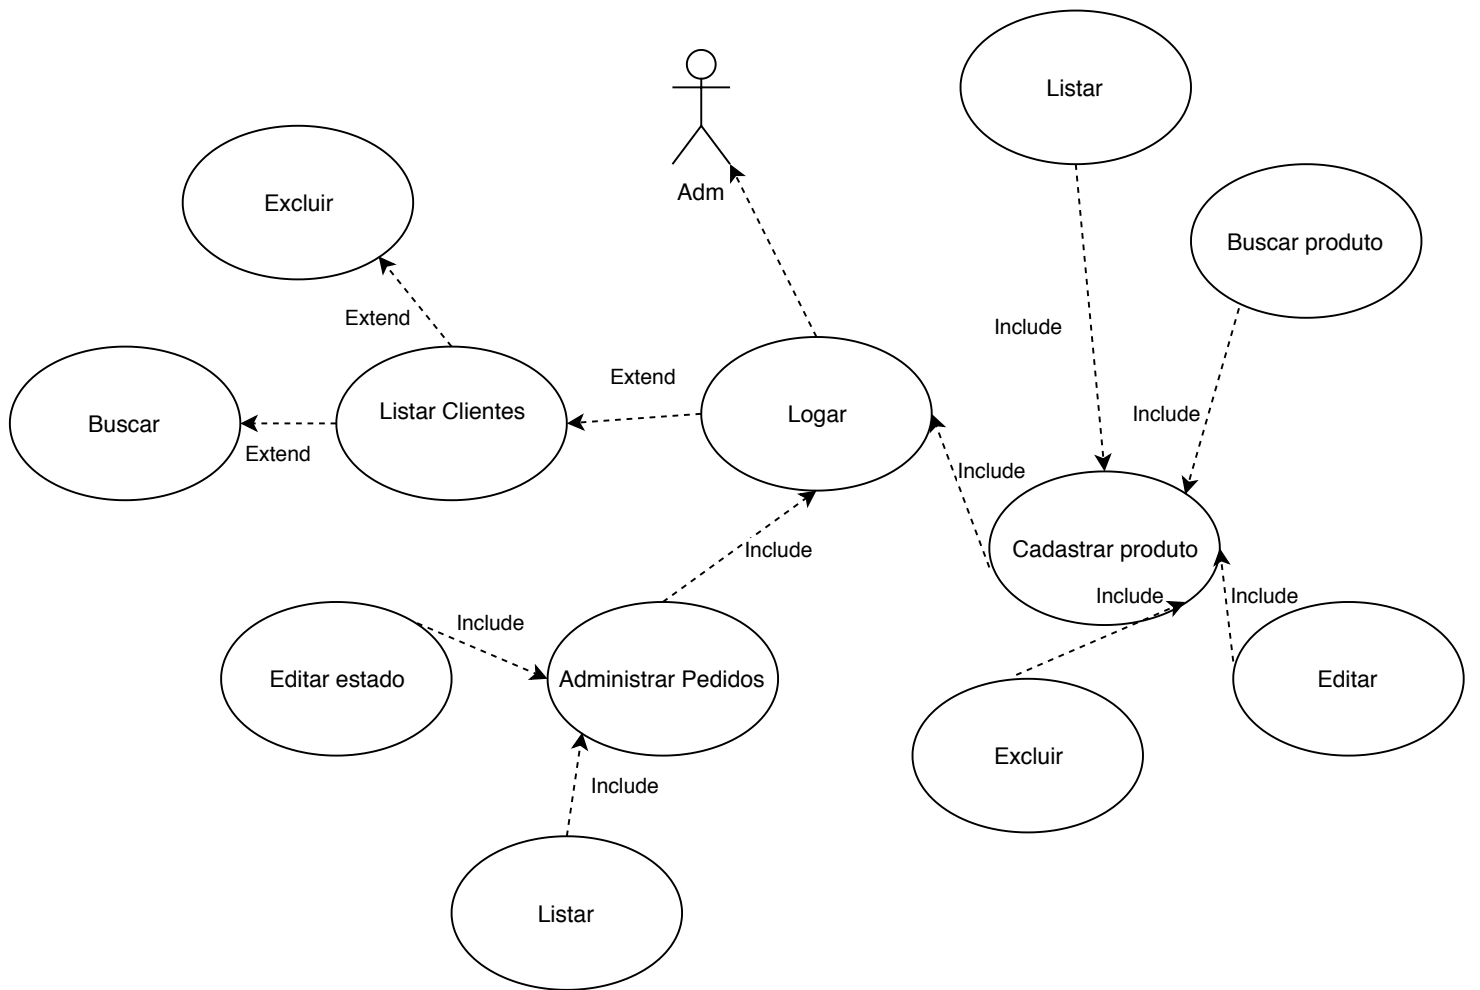 Listar
Adm
Excluir
Buscar produto
Extend
Include
Extend
Listar Clientes
Logar
Include
Buscar
Extend
Include
Cadastrar produto
Include
Include
Include
Include
Editar estado
Administrar Pedidos
Editar
Excluir
Include
Listar